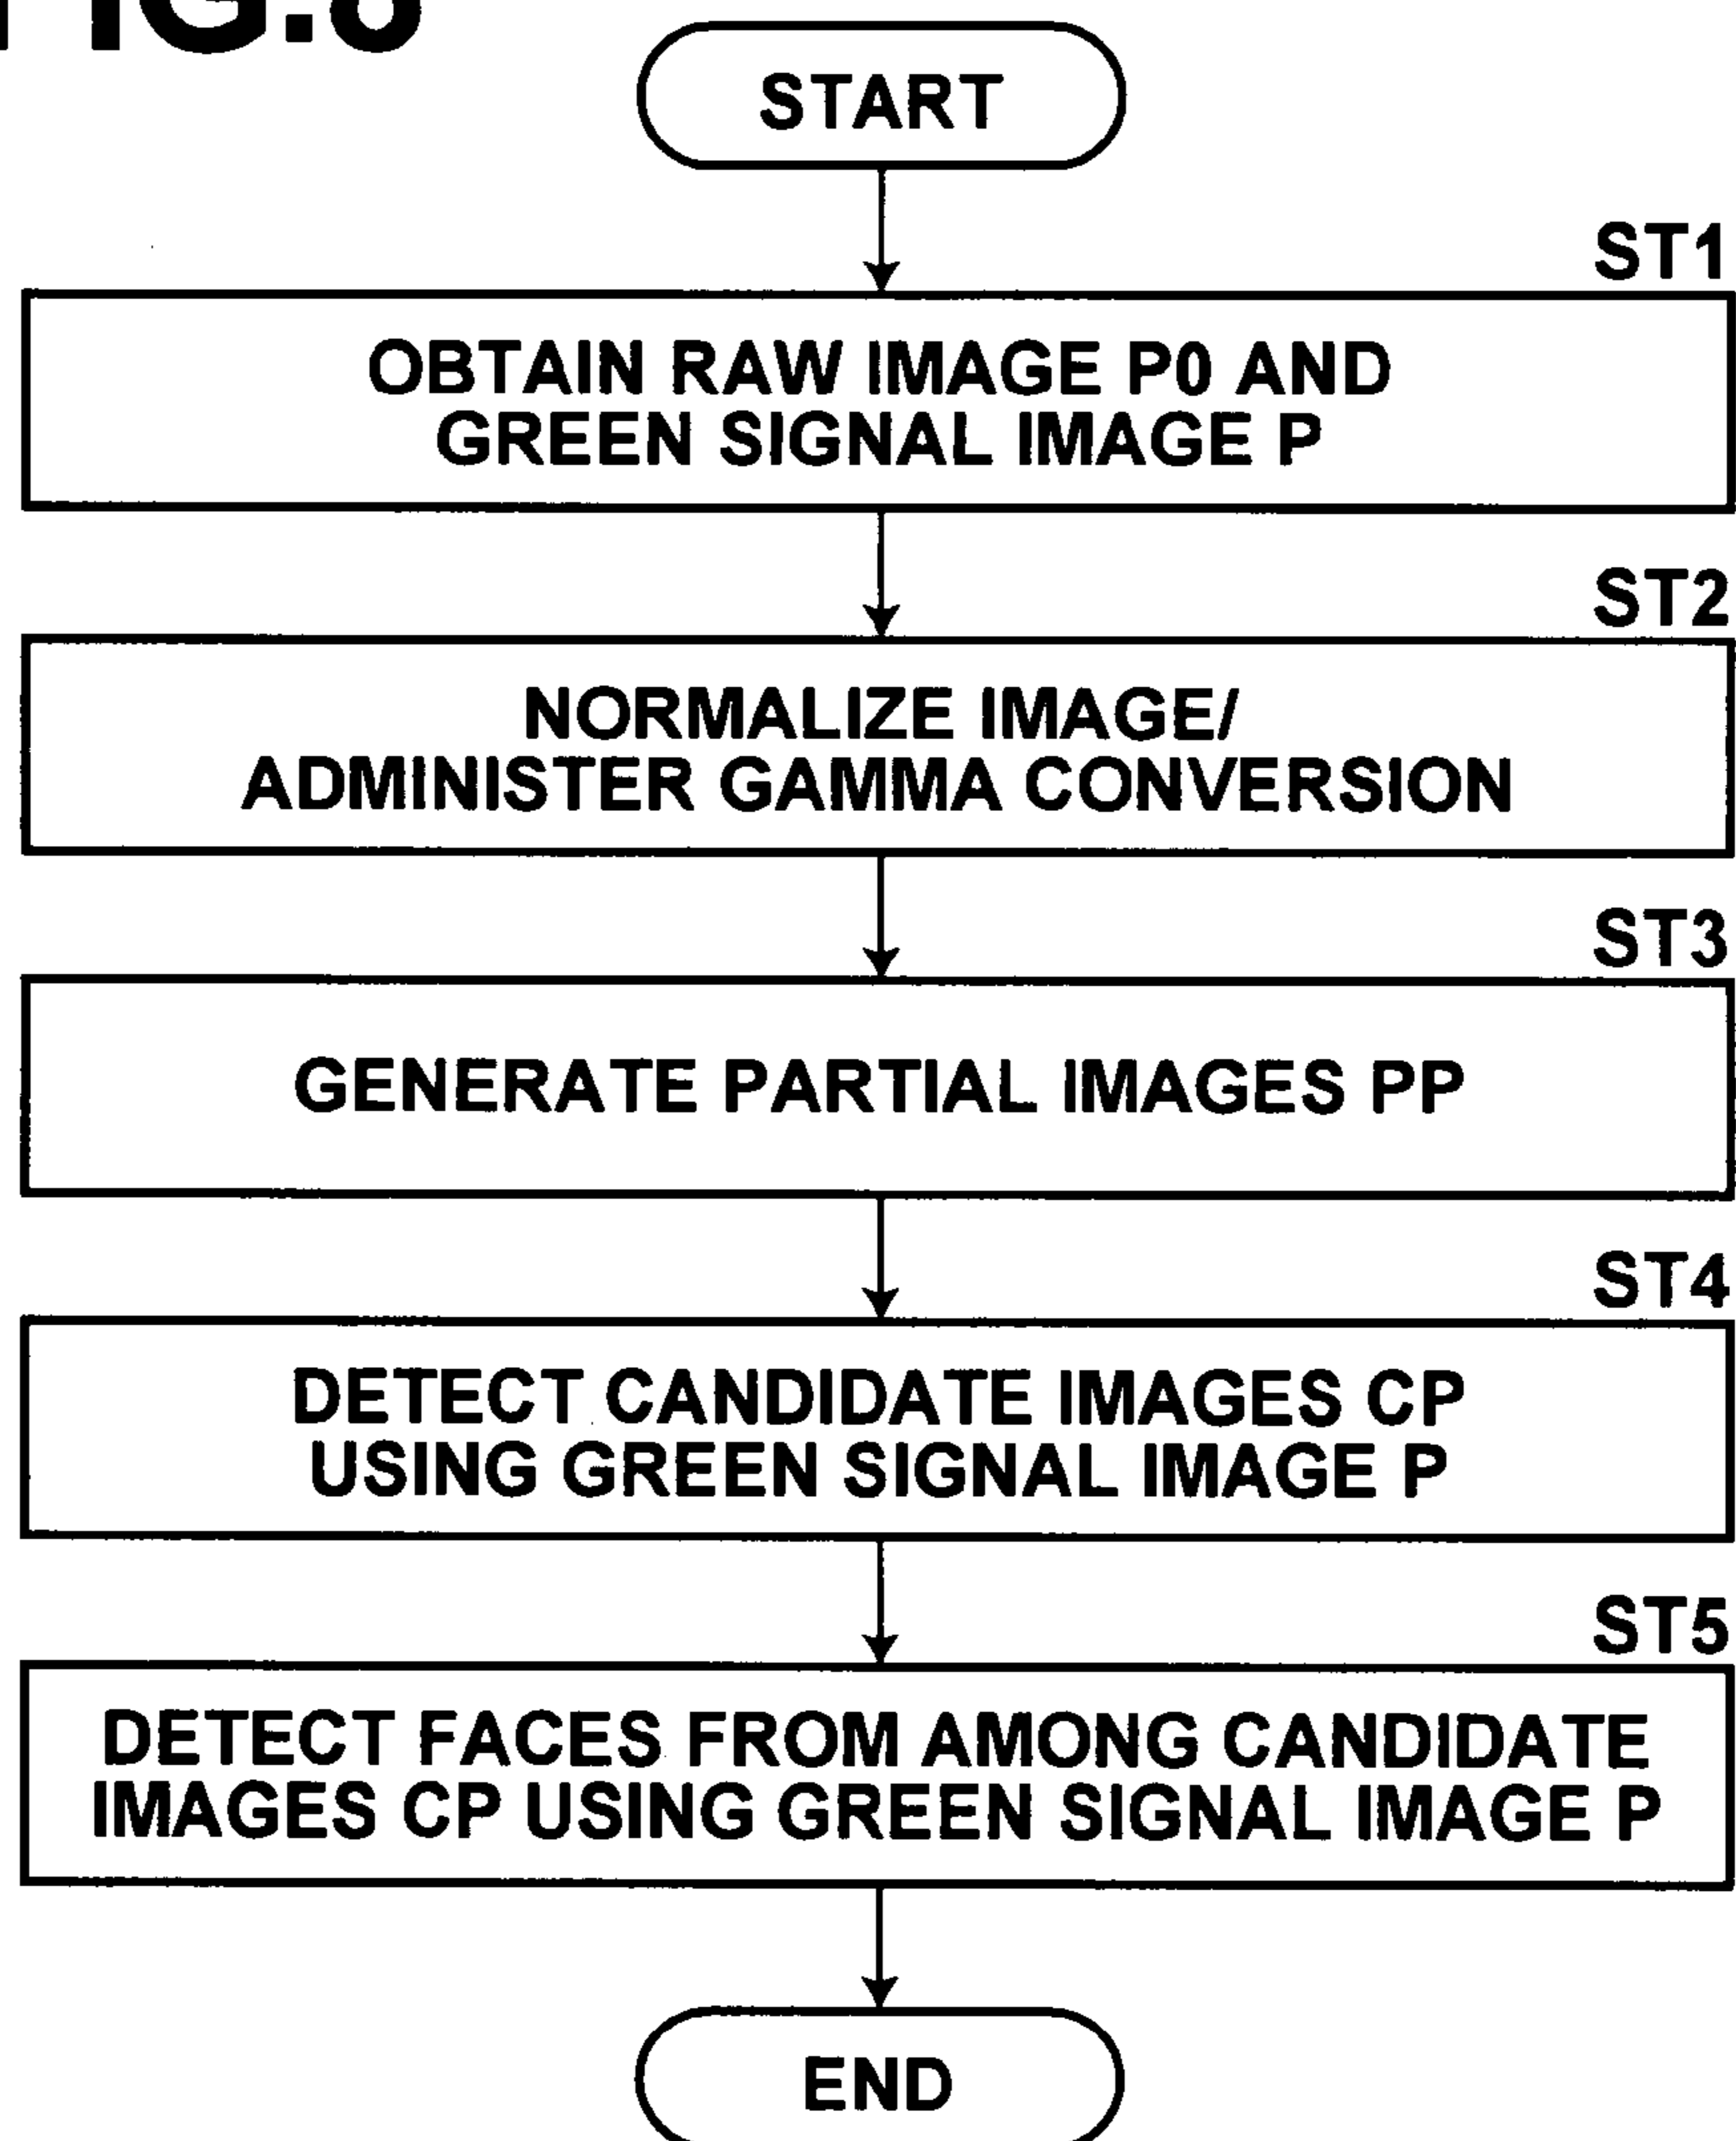 START
ST1
OBTAIN RAW IMAGE P0 AND
GREEN SIGNAL IMAGE P
ST2
NORMALIZE IMAGE/
ADMINISTER GAMMA CONVERSION
ST3
GENERATE PARTIAL IMAGES PP
ST4
DETECT CANDIDATE IMAGES CP
USING GREEN SIGNAL IMAGE P
ST5
DETECT FACES FROM AMONG CANDIDATE
IMAGES CP USING GREEN SIGNAL IMAGE P
END